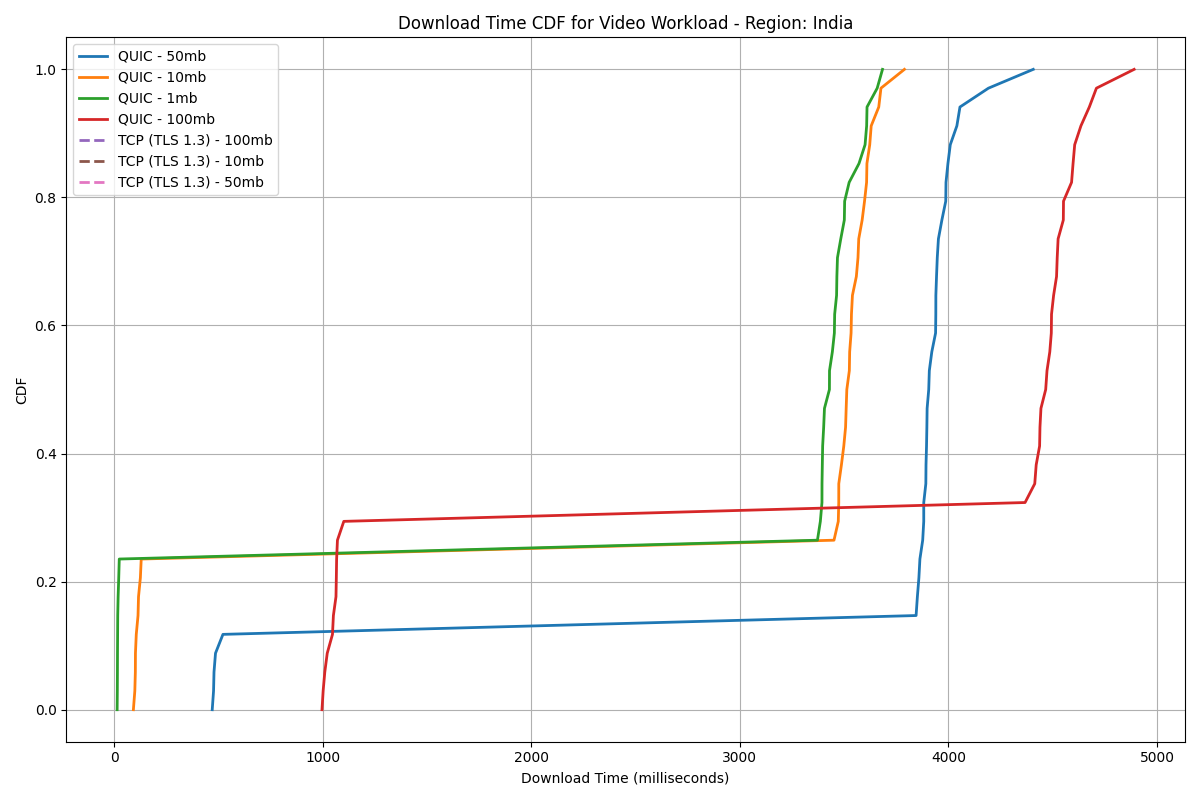 Download Time CDF for Video Workload - Region: India
QUIC - 50mb
QUIC - 10mb
QUIC - 1mb
QUIC - 100mb
TCP (TLS 1.3) - 100mb
TCP (TLS 1.3) - 10mb
TCP (TLS 1.3) - 50mb
CDF
1.0
0.8
0.6
0.4
0.2
0.0
0 1000 2000 3000 4000 5000
Download Time (milliseconds)